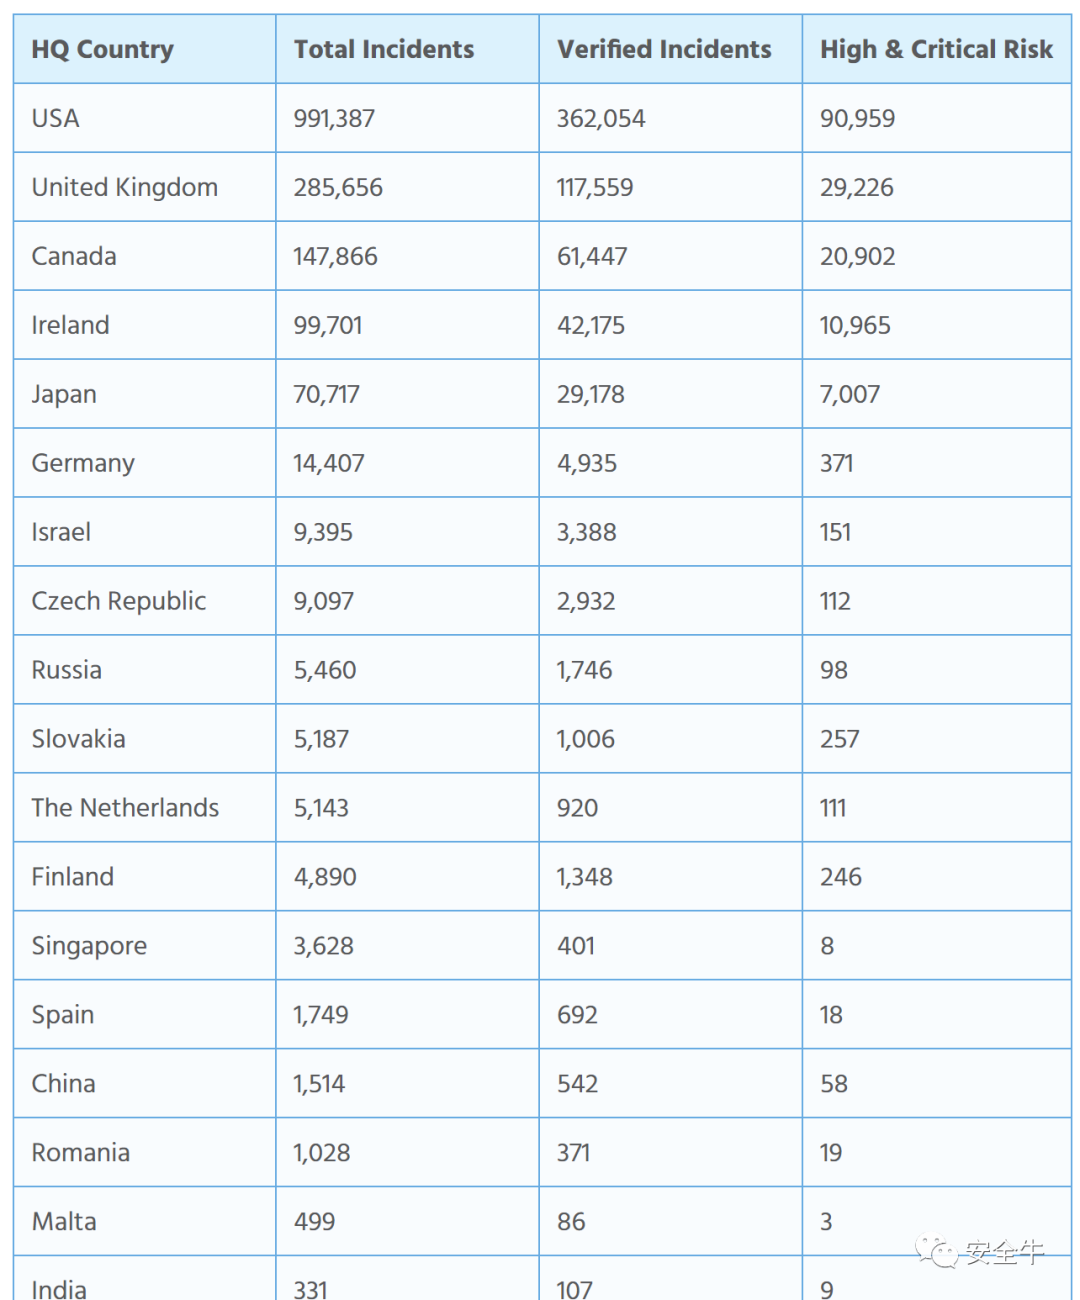 HQ Country Total Incidents Verified Incidents High & Critical Risk
USA 991,387 362,054 90,959
United Kingdom 285,656 117,559 29,226
Canada 147,866 61,447 20,902
Ireland 99,701 42,175 10,965
Japan 70,717 29,178 7,007
Germany 14,407 4,935 371
Israel 9,395 3,388 151
Czech Republic 9,097 2,932 112
Russia 5,460 1,746 98
Slovakia 5,187 1,006 257
The Netherlands 5,143 920 111
Finland 4,890 1,348 246
Singapore 3,628 401 8
Spain 1,749 692 18
China 1,514 542 58
Romania 1,028 371 19
Malta 499 86 3
安全牛
India 331 107 9